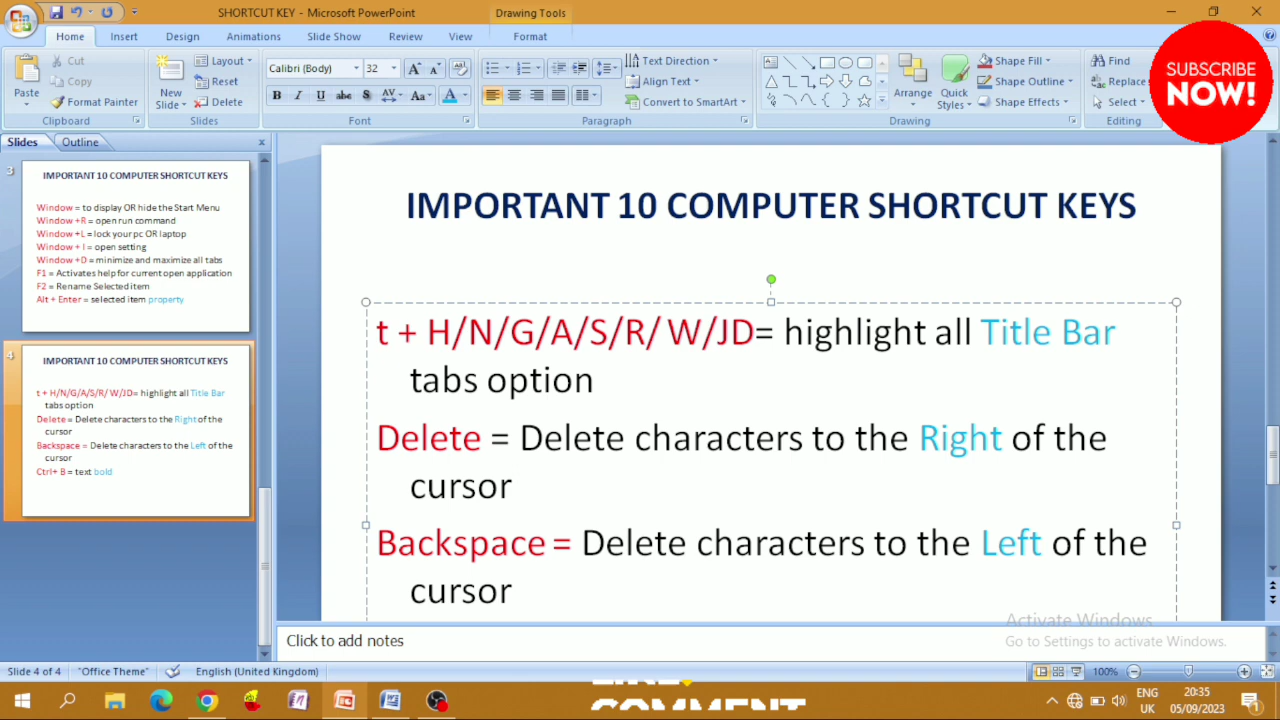 SHORTCUT KEY - Microsoft PowerPoint
Drawing Tools
Home
Insert
Design
Animations
Slide Show
Review
View
Format
Paste
Cut
Copy
Format Painter
Clipboard
New
Slide
Layout
Reset
Delete
Slides
Calibri (Body)
32
B I U abc S AV Aa A
Font
Text Direction
Align Text
Convert to SmartArt
Paragraph
Arrange
Quick
Styles
Shape Fill
Shape Outline
Shape Effects
Drawing
Find
Replace
Select
Editing
SUBSCRIBE
NOW!
Slides
Outline
3
IMPORTANT 10 COMPUTER SHORTCUT KEYS
Window = to display OR hide the Start Menu
Window +R = open run command
Window +L = lock your pc OR laptop
Window + I = open setting
Window +D = minimize and maximize all tabs
F1 = Activates help for current open application
F2 = Rename Selected item
Alt + Enter = selected item property
4
IMPORTANT 10 COMPUTER SHORTCUT KEYS
t + H/N/G/A/S/R/ W/JD= highlight all Title Bar
tabs option
Delete = Delete characters to the Right of the
cursor
Backspace = Delete characters to the Left of the
cursor
Ctrl+ B = text bold
IMPORTANT 10 COMPUTER SHORTCUT KEYS
t + H/N/G/A/S/R/ W/JD= highlight all Title Bar
tabs option
Delete = Delete characters to the Right of the
cursor
Backspace = Delete characters to the Left of the
cursor
Activate Windows
Go to Settings to activate Windows.
Click to add notes
Slide 4 of 4
"Office Theme"
English (United Kingdom)
100%
ENG
UK
20:35
05/09/2023